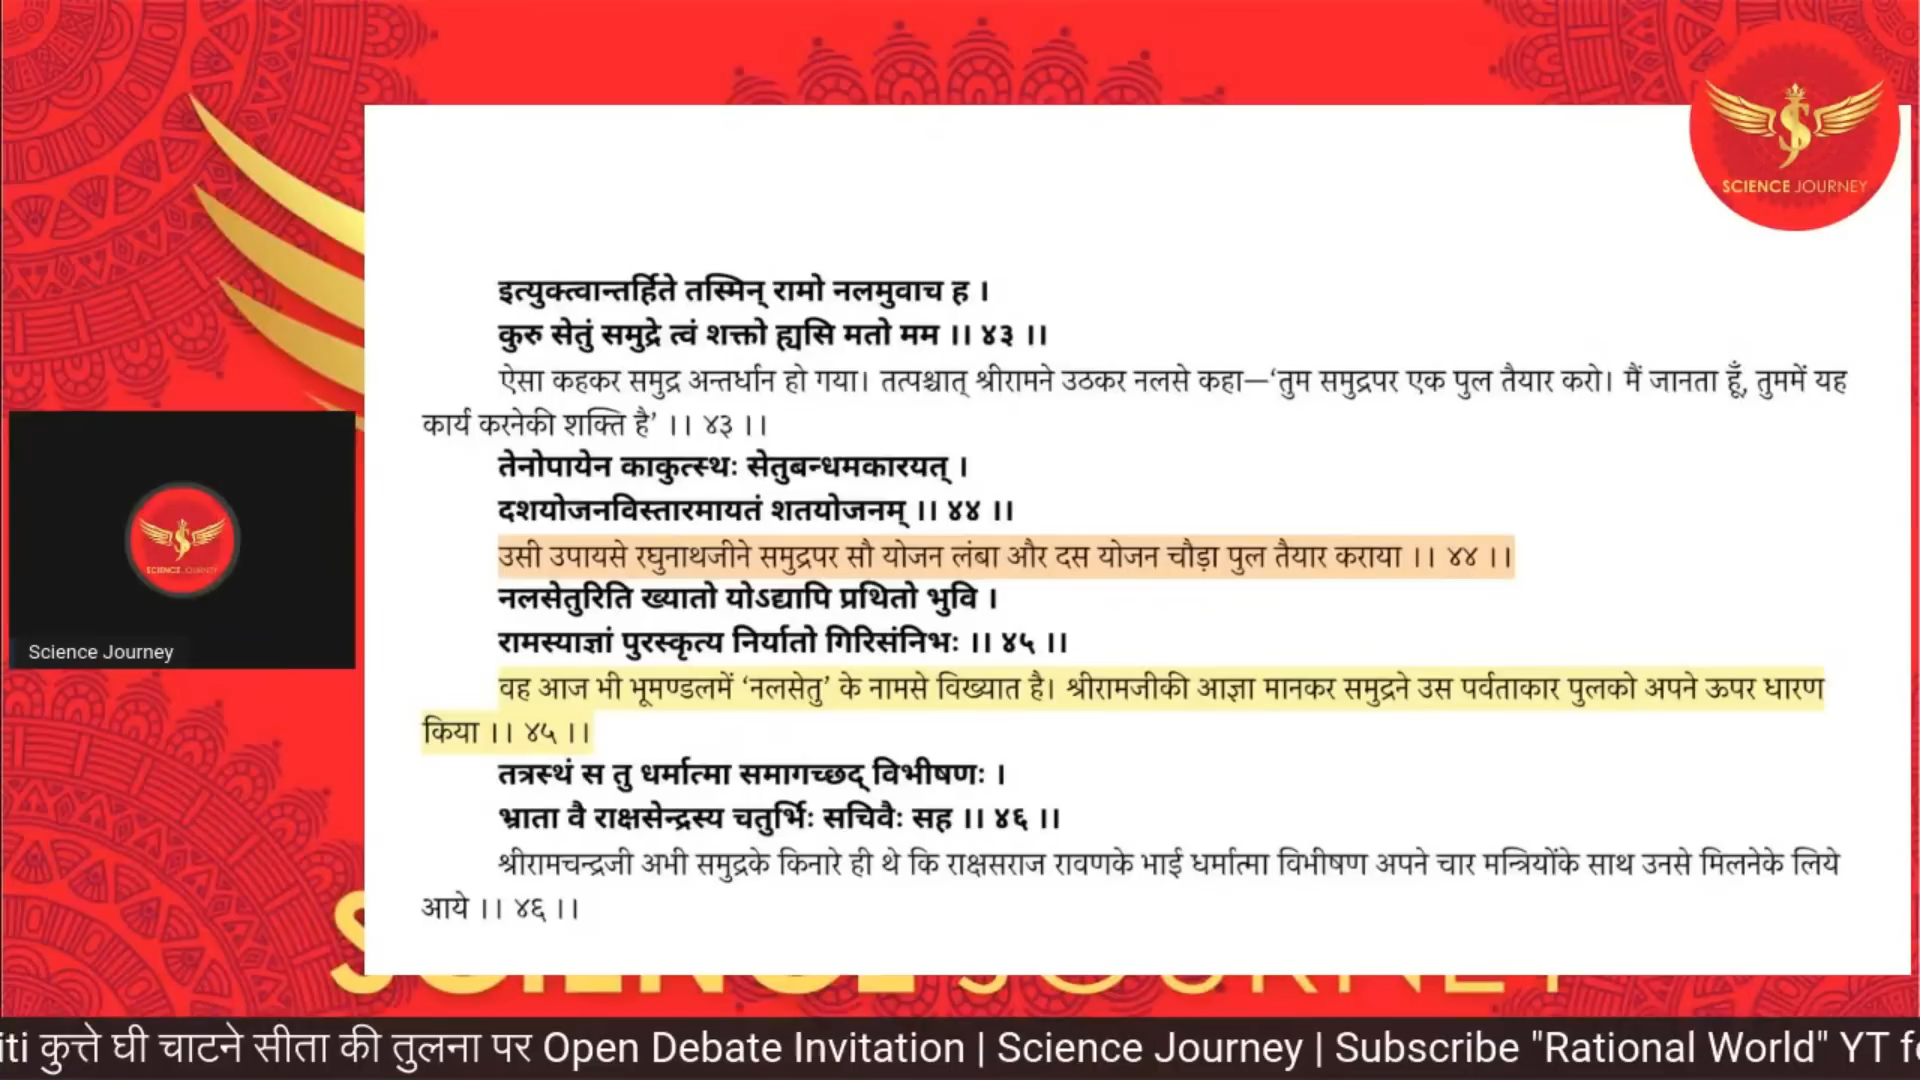 SCIENCE JOURNEY
इत्युक्त्वान्तर्हिते तस्मिन् रामो नलमुवाच ह ।
कुरु सेतुं समुद्रे त्वं शक्तो ह्यसि मतो मम ।। ४३ ।।
ऐसा कहकर समुद्र अन्तर्धान हो गया। तत्पश्चात् श्रीरामने उठकर नलसे कहा—‘तुम समुद्रपर एक पुल तैयार करो। मैं जानता हूँ, तुममें यह
कार्य करनेकी शक्ति है’ ।। ४३ ।।
तेनोपायेन काकुत्स्थः सेतुबन्धमकारयत् ।
दशयोजनविस्तारमायतं शतयोजनम् ।। ४४ ।।
उसी उपायसे रघुनाथजीने समुद्रपर सौ योजन लंबा और दस योजन चौड़ा पुल तैयार कराया ।। ४४ ।।
नलसेतुरिति ख्यातो योऽद्यापि प्रथितो भुवि ।
रामस्याज्ञां पुरस्कृत्य निर्यातो गिरिसंनिभः ।। ४५ ।।
वह आज भी भूमण्डलमें ‘नलसेतु’ के नामसे विख्यात है। श्रीरामजीकी आज्ञा मानकर समुद्रने उस पर्वताकार पुलको अपने ऊपर धारण
किया ।। ४५ ।।
तत्रस्थं स तु धर्मात्मा समागच्छद् विभीषणः ।
भ्राता वै राक्षसेन्द्रस्य चतुर्भिः सचिवैः सह ।। ४६ ।।
श्रीरामचन्द्रजी अभी समुद्रके किनारे ही थे कि राक्षसराज रावणके भाई धर्मात्मा विभीषण अपने चार मन्त्रियोंके साथ उनसे मिलनेके लिये
आये ।। ४६ ।।
SCIENCE JOURNEY
Science Journey
SCIENCE JOURNEY
iti कुत्ते घी चाटने सीता की तुलना पर Open Debate Invitation | Science Journey | Subscribe "Rational World" YT f